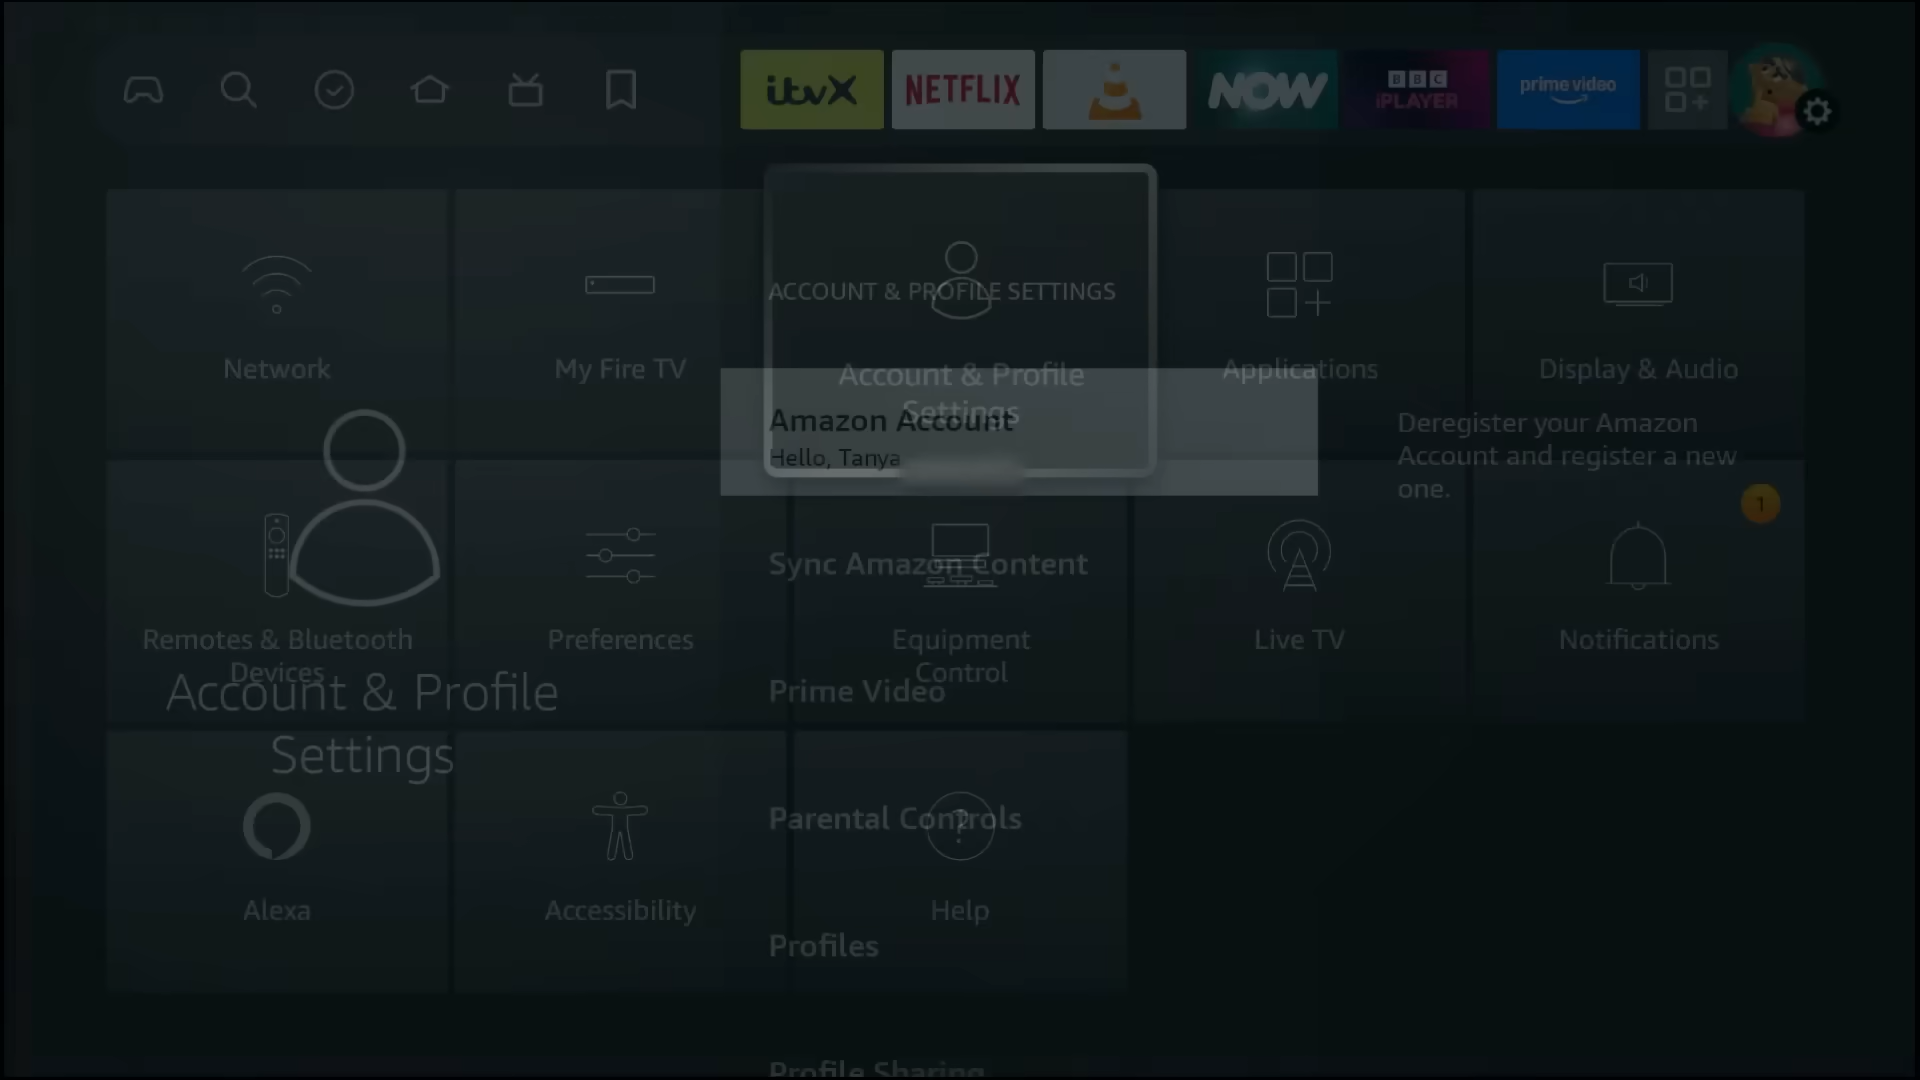 itvX
NETFLIX
NOW
BBC
iPLAYER
prime video
ACCOUNT & PROFILE SETTINGS
Network
My Fire TV
Account & Profile
Settings
Applications
Display & Audio
Amazon Account
Hello, Tanya
Deregister your Amazon
Account and register a new
one.
1
Sync Amazon Content
Remotes & Bluetooth
Devices
Preferences
Equipment
Control
Live TV
Notifications
Account & Profile
Settings
Prime Video
Parental Controls
?
Alexa
Accessibility
Help
Profiles
Profile Sharing